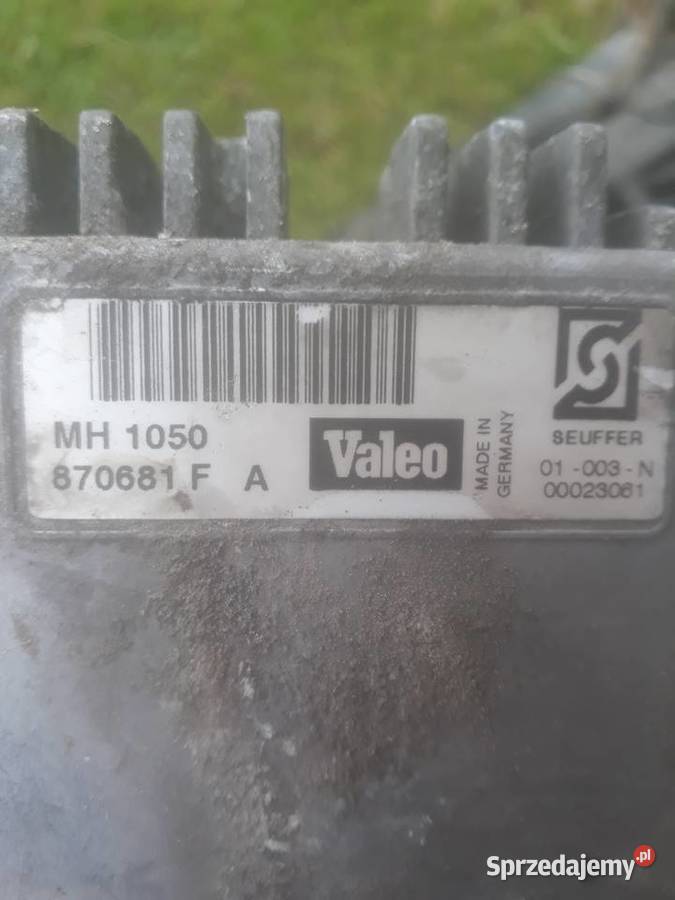 MH 1050
870681 F A
Valeo
MADE IN
GERMANY
SEUFFER
01-003-N
00023061
Sprzedajemy.pl